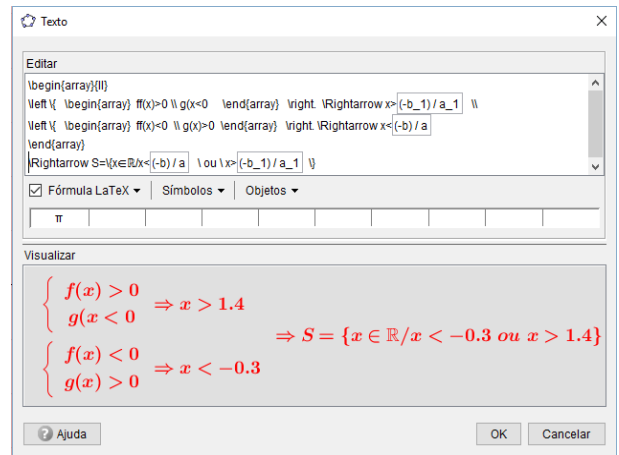 Texto
Editar
\begin{array}{ll}
\left \{ \begin{array} ff(x)>0 \\ g(x<0 \end{array} \right. \Rightarrow x> (-b_1) / a_1 \\
\left \{ \begin{array} ff(x)<0 \\ g(x)>0 \end{array} \right. \Rightarrow x< (-b) / a
\end{array}
\Rightarrow S=\{x∈ℝ/x< (-b) / a \ ou \ x> (-b_1) / a_1 \}
Fórmula LaTeX Símbolos Objetos
π
Visualizar
f(x) > 0
g(x < 0
⇒ x > 1.4
⇒ S = {x ∈ ℝ/x < −0.3 ou x > 1.4}
f(x) < 0
g(x) > 0
⇒ x < −0.3
Ajuda OK Cancelar